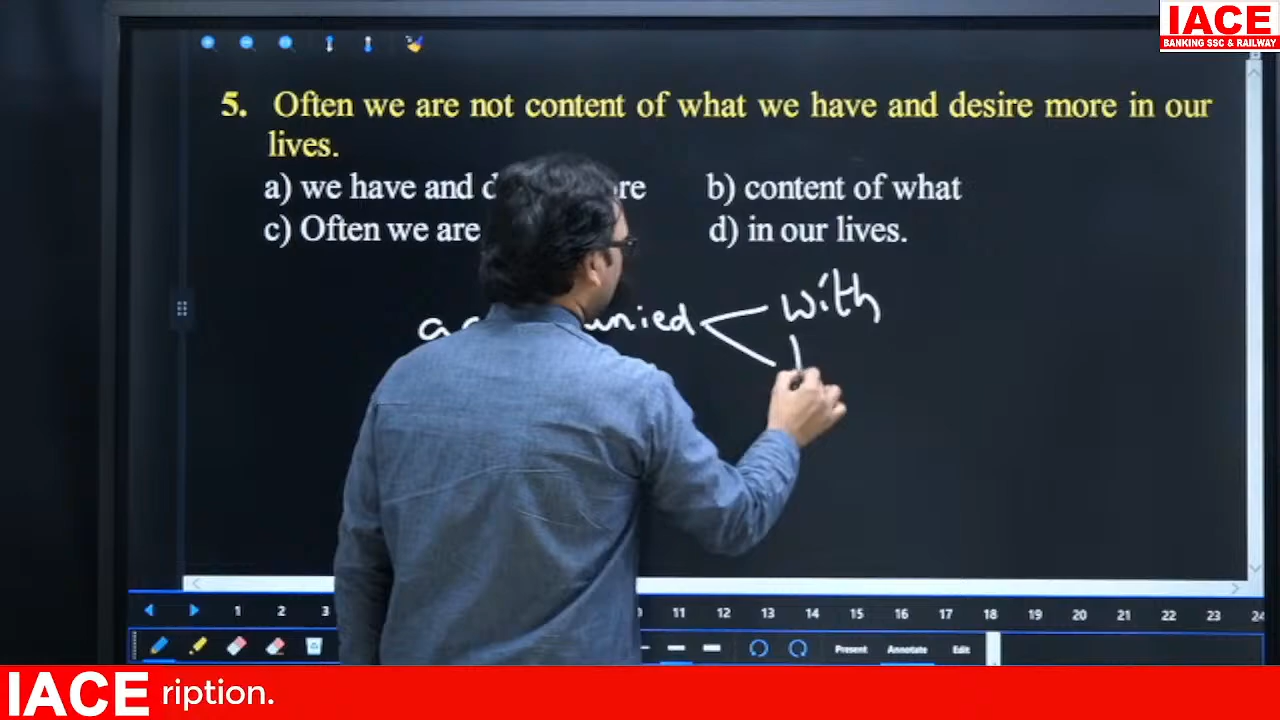 IACE
BANKING SSC & RAILWAY
5. Often we are not content of what we have and desire more in our
lives.
a) we have and d re b) content of what
c) Often we are d) in our lives.
with
unied
1 2 3 11 12 13 14 15 16 17 18 19 20 21 22 23 24
Present Annotate Edit
IACE ription.